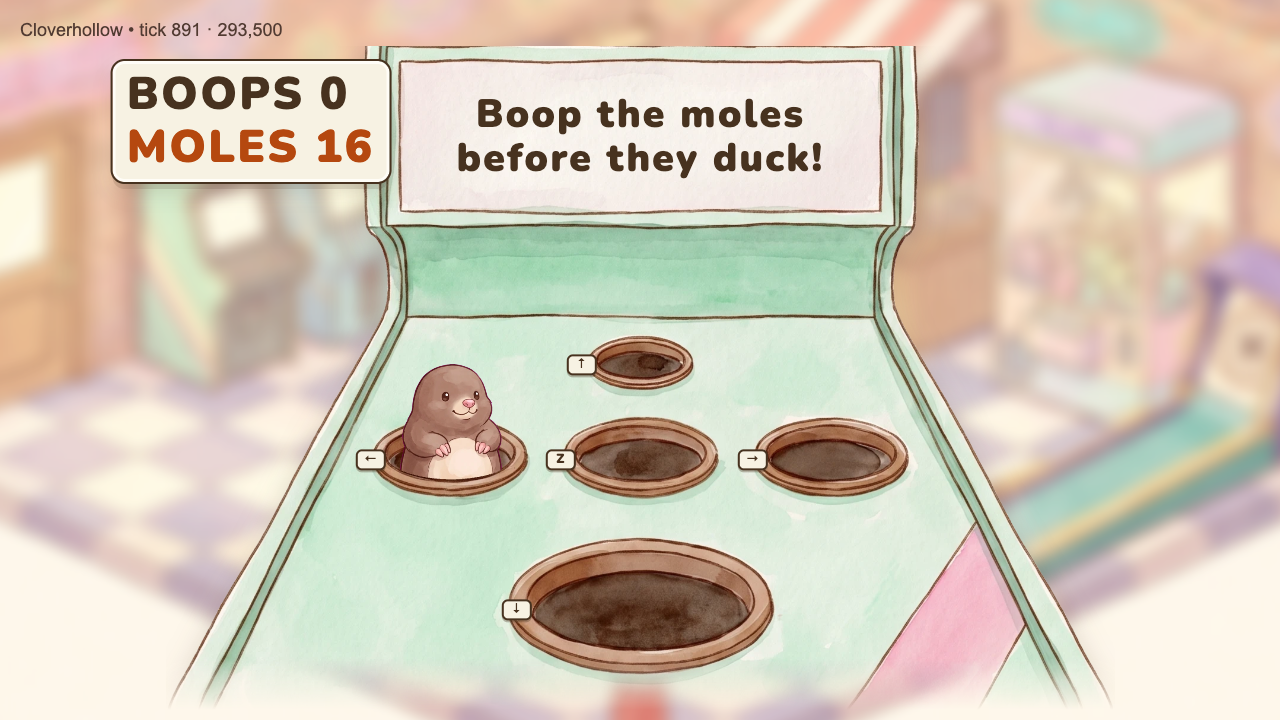 Cloverhollow • tick 891 · 293,500
BOOPS 0
MOLES 16
Boop the moles
before they duck!
↑
←
Z
→
↓